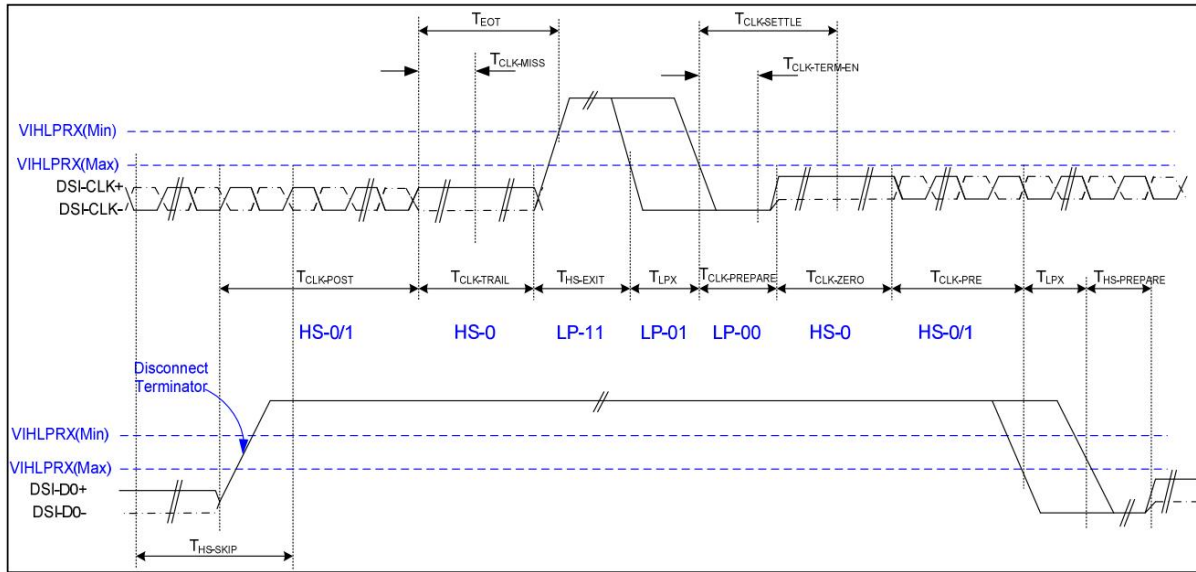 TEOT
TCLK-SETTLE
TCLK-MISS
TCLK-TERM-EN
VIHLPRX(Min)
VIHLPRX(Max)
DSI-CLK+
DSI-CLK-
TCLK-POST
TCLK-TRAIL
THS-EXIT
TLPX
TCLK-PREPARE
TCLK-ZERO
TCLK-PRE
TLPX
THS-PREPARE
HS-0/1
HS-0
LP-11
LP-01
LP-00
HS-0
HS-0/1
Disconnect
Terminator
VIHLPRX(Min)
VIHLPRX(Max)
DSI-D0+
DSI-D0-
THS-SKIP